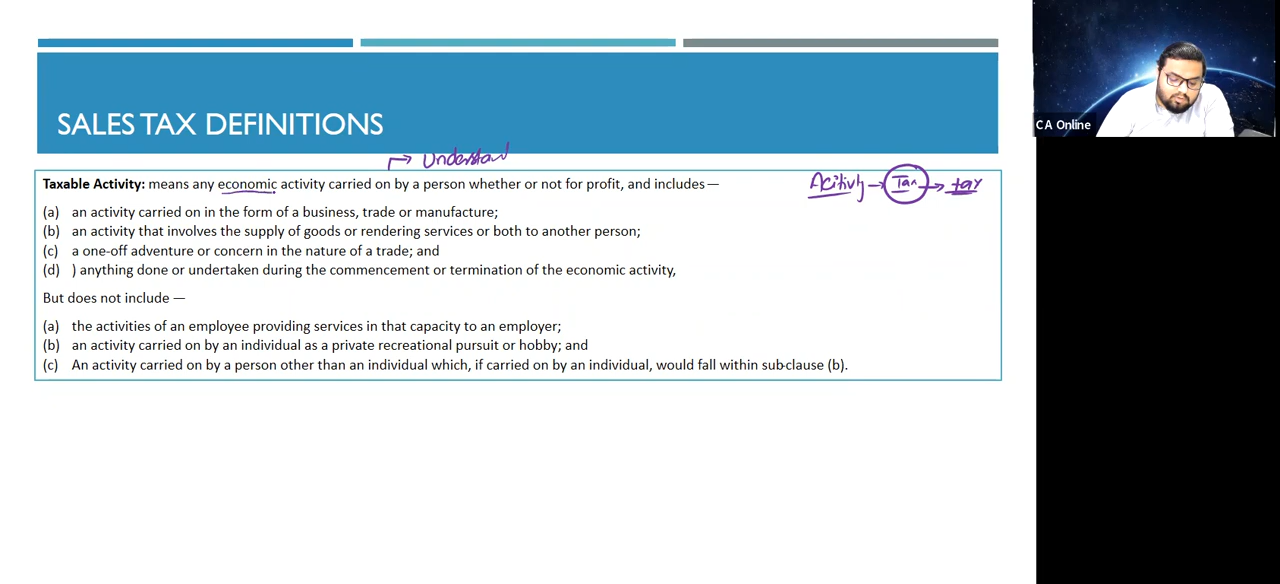 SALES TAX DEFINITIONS
Understand
Taxable Activity: means any economic activity carried on by a person whether or not for profit, and includes —
Acitivly → Tax → tax
(a) an activity carried on in the form of a business, trade or manufacture;
(b) an activity that involves the supply of goods or rendering services or both to another person;
(c) a one-off adventure or concern in the nature of a trade; and
(d) ) anything done or undertaken during the commencement or termination of the economic activity,
But does not include —
(a) the activities of an employee providing services in that capacity to an employer;
(b) an activity carried on by an individual as a private recreational pursuit or hobby; and
(c) An activity carried on by a person other than an individual which, if carried on by an individual, would fall within sub-clause (b).
CA Online